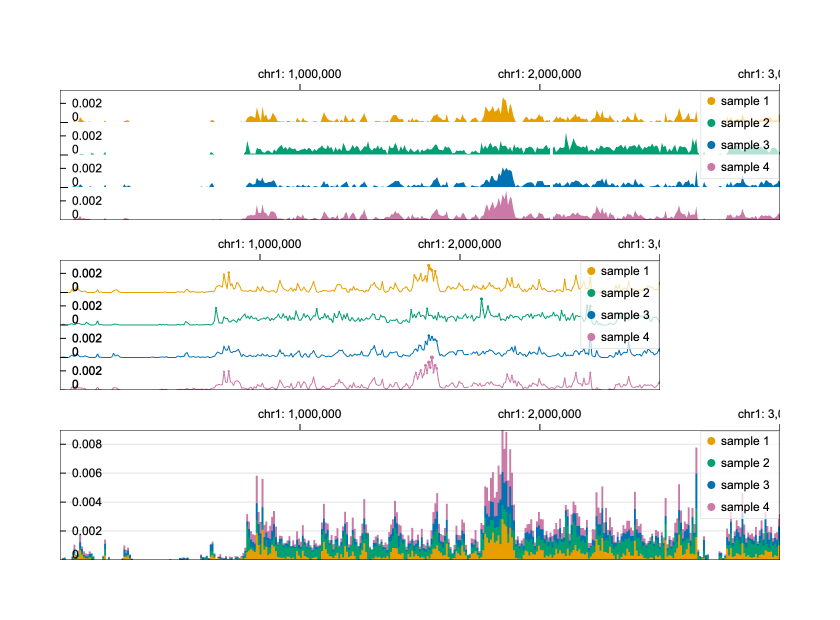 chr1: 1,000,000 chr1: 2,000,000 chr1: 3,0
0.002 sample 1
0
0.002 sample 2
0
0.002 sample 3
0
0.002 sample 4
0
chr1: 1,000,000 chr1: 2,000,000 chr1: 3,0
0.002 sample 1
0
0.002 sample 2
0
0.002 sample 3
0
0.002 sample 4
0
chr1: 1,000,000 chr1: 2,000,000 chr1: 3,0
0.008 sample 1
sample 2
0.006 sample 3
0.004 sample 4
0.002
0